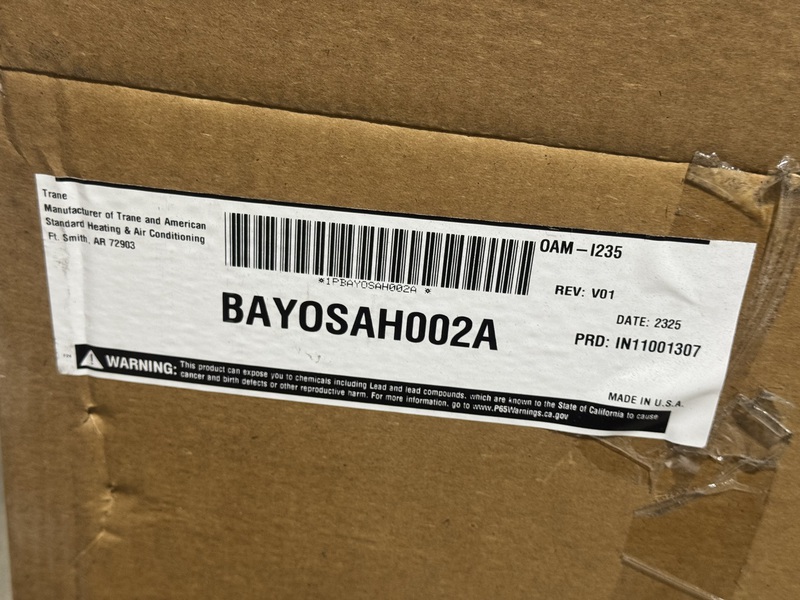 Trane
Manufacturer of Trane and American
Standard Heating & Air Conditioning
Ft. Smith, AR 72903
*1PBAYOSAH002A *
OAM-I235
REV: V01
BAYOSAH002A
DATE: 2325
PRD: IN11001307
MADE IN U.S.A.
WARNING: This product can expose you to chemicals including Lead and lead compounds, which are known to the State of California to cause
cancer and birth defects or other reproductive harm. For more information, go to www.P65Warnings.ca.gov